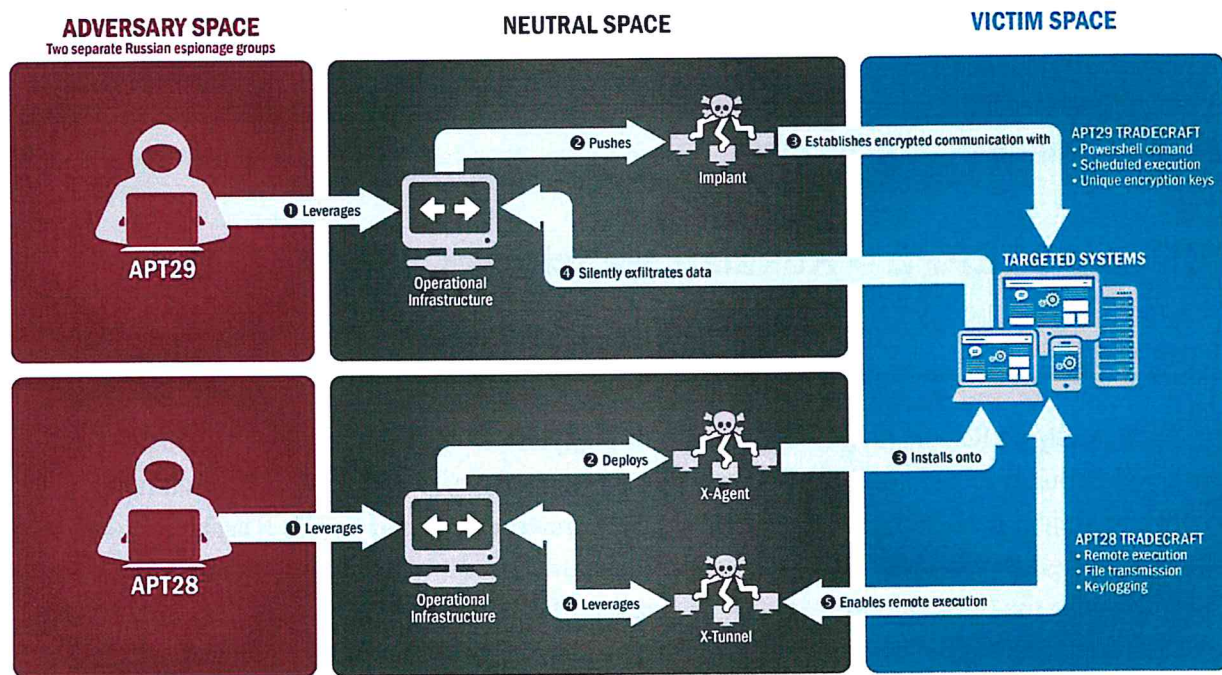 ADVERSARY SPACE
Two separate Russian espionage groups
NEUTRAL SPACE
VICTIM SPACE
APT29
❶ Leverages
Operational
Infrastructure
❷ Pushes
Implant
❸ Establishes encrypted communication with
❹ Silently exfiltrates data
APT29 TRADECRAFT
• Powershell comand
• Scheduled execution
• Unique encryption keys
TARGETED SYSTEMS
APT28
❶ Leverages
Operational
Infrastructure
❷ Deploys
X-Agent
❸ Installs onto
❹ Leverages
X-Tunnel
❺ Enables remote execution
APT28 TRADECRAFT
• Remote execution
• File transmission
• Keylogging